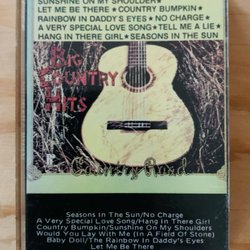 SUNSHINE ON MY SHOULDER★
LET ME BE THERE ★ COUNTRY BUMPKIN★
RAINBOW IN DADDY'S EYES ★ NO CHARGE★
A VERY SPECIAL LOVE SONG★TELL ME A LIE★
HANG IN THERE GIRL★SEASONS IN THE SUN
Big
Country
Hits
Country Road
Seasons In The Sun/No Charge
A Very Special Love Song/Hang In There Girl
Country Bumpkin/Sunshine On My Shoulders
Would You Lay With Me (In A Field Of Stone)
Baby Doll/The Rainbow In Daddy's Eyes
Let Me Be There